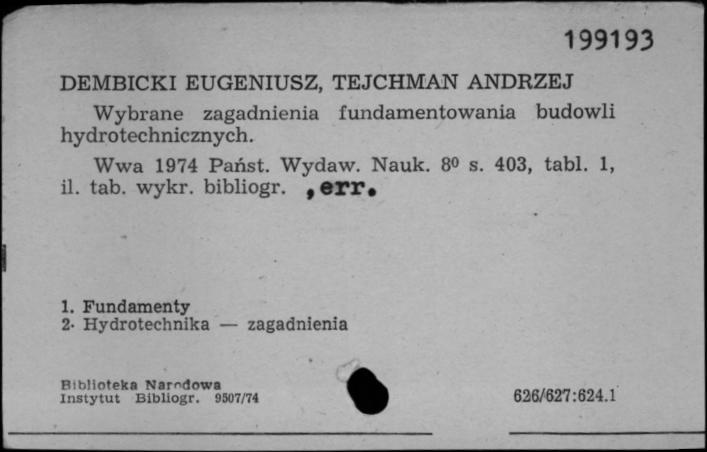 199193
DEMBICKI EUGENIUSZ, TEJCHMAN ANDRZEJ
Wybrane zagadnienia fundamentowania budowli
hydrotechnicznych.
Wwa 1974 Państ. Wydaw. Nauk. 8⁰ s. 403, tabl. 1,
il. tab. wykr. bibliogr. , err.
1. Fundamenty
2. Hydrotechnika — zagadnienia
Biblioteka Narodowa
Instytut Bibliogr. 9507/74
626/627:624.1